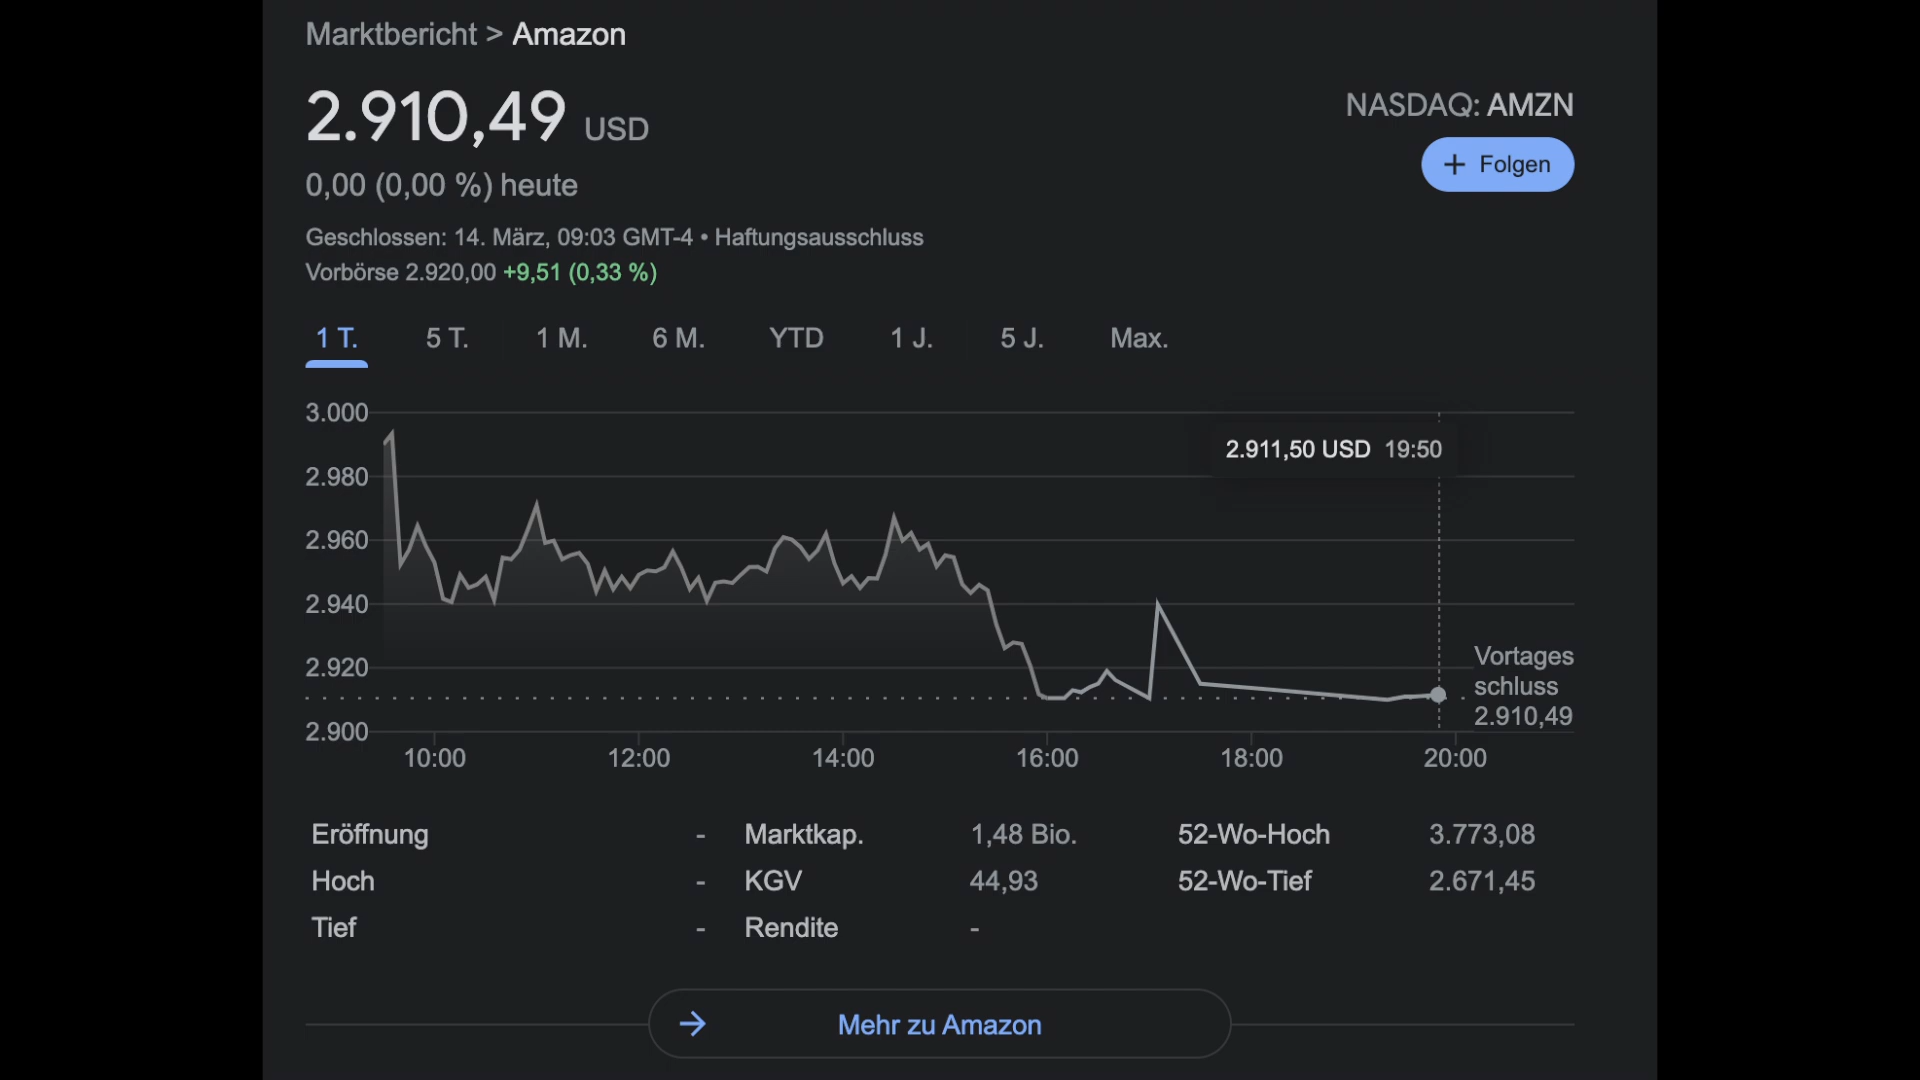 Marktbericht > Amazon
2.910,49 USD
NASDAQ: AMZN
+ Folgen
0,00 (0,00 %) heute
Geschlossen: 14. März, 09:03 GMT-4 • Haftungsausschluss
Vorbörse 2.920,00 +9,51 (0,33 %)
1 T. 5 T. 1 M. 6 M. YTD 1 J. 5 J. Max.
3.000
2.911,50 USD 19:50
2.980
2.960
2.940
2.920
2.900
Vortages
schluss
2.910,49
10:00 12:00 14:00 16:00 18:00 20:00
Eröffnung - Marktkap. 1,48 Bio. 52-Wo-Hoch 3.773,08
Hoch - KGV 44,93 52-Wo-Tief 2.671,45
Tief - Rendite -
→ Mehr zu Amazon